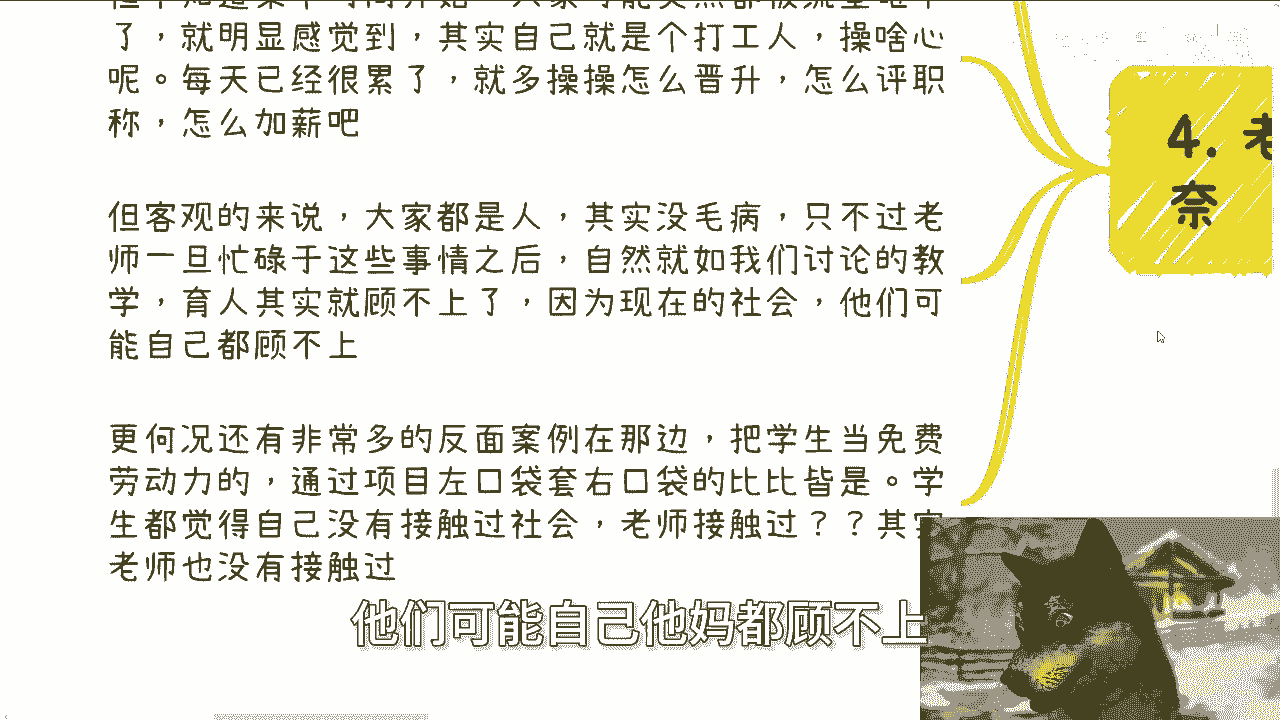 了，就明显感觉到，其实自己就是个打工人，操啥心
呢。每天已经很累了，就多操操怎么晋升，怎么评职
称，怎么加薪吧
但客观的来说，大家都是人，其实没毛病，只不过老
师一旦忙碌于这些事情之后，自然就如我们讨论的教
学，育人其实就顾不上了，因为现在的社会，他们可
能自己都顾不上
更何况还有非常多的反面案例在那边，把学生当免费
劳动力的，通过项目左口袋套右口袋的比比皆是。学
生都觉得自己没有接触过社会，老师接触过？？其实
老师也没有接触过
4. 老
奈
他们可能自己他妈都顾不上